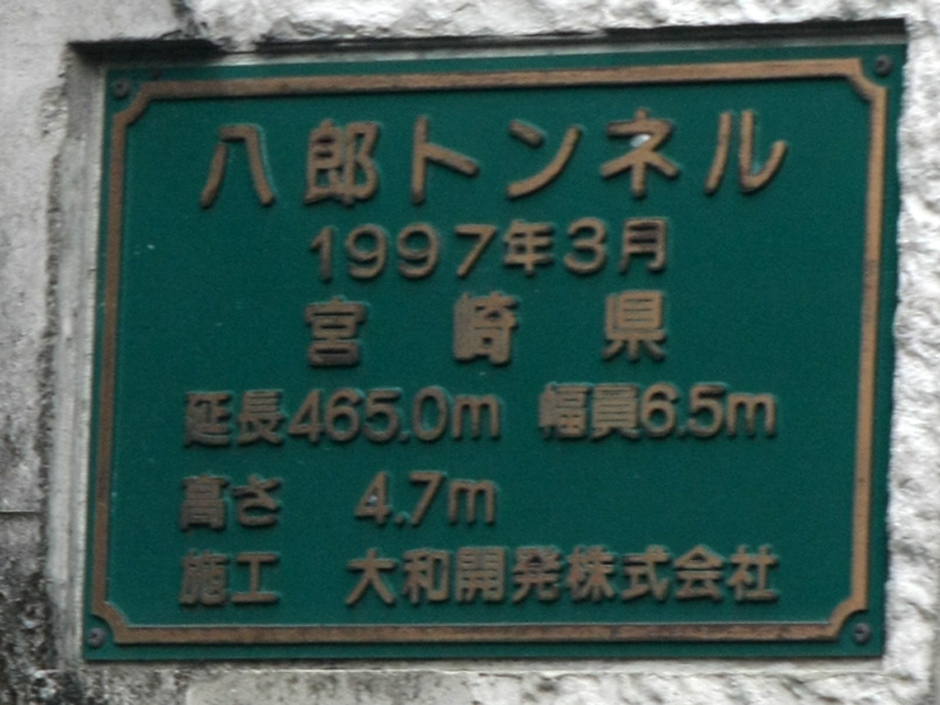 八郎トンネル
1997年3月
宮崎県
延長465.0m 幅員6.5m
高さ 4.7m
施工 大和開発株式会社